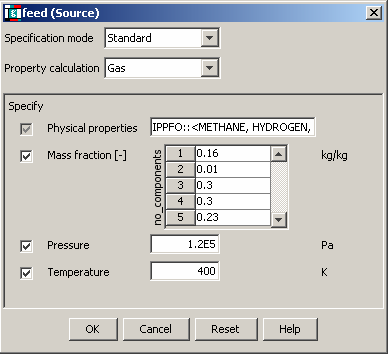 feed (Source)
Specification mode Standard
Property calculation Gas
Specify
Physical properties IPPFO::<METHANE, HYDROGEN,
Mass fraction [-] no_components kg/kg
1 0.16
2 0.01
3 0.3
4 0.3
5 0.23
Pressure 1.2E5 Pa
Temperature 400 K
OK Cancel Reset Help